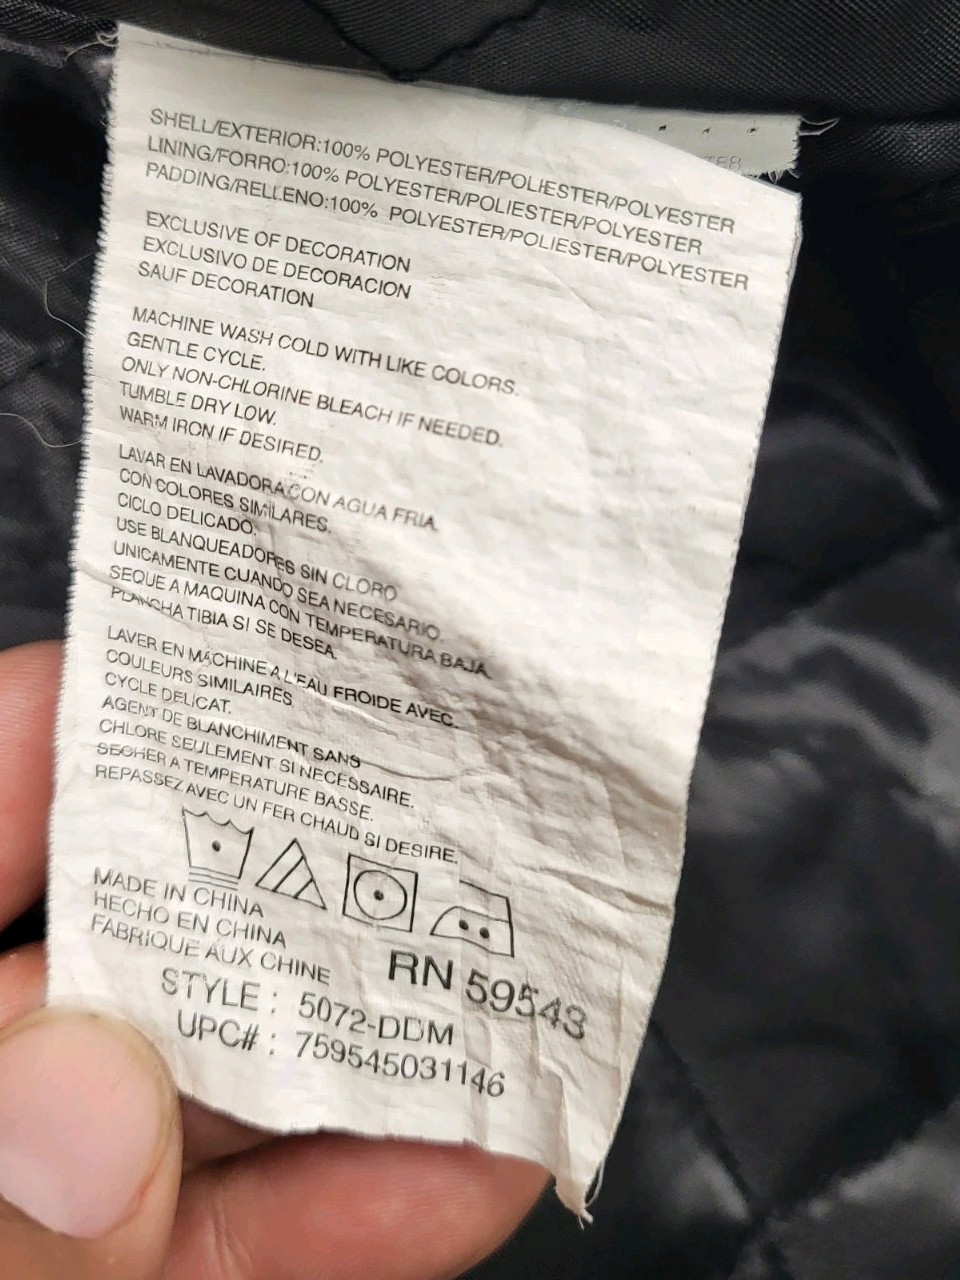 SHELL/EXTERIOR:100% POLYESTER/POLIESTER/POLYESTER
LINING/FORRO:100% POLYESTER/POLIESTER/POLYESTER
PADDING/RELLENO:100% POLYESTER/POLIESTER/POLYESTER
EXCLUSIVE OF DECORATION
EXCLUSIVO DE DECORACION
SAUF DECORATION
MACHINE WASH COLD WITH LIKE COLORS.
GENTLE CYCLE.
ONLY NON-CHLORINE BLEACH IF NEEDED.
TUMBLE DRY LOW.
WARM IRON IF DESIRED.
LAVAR EN LAVADORA CON AGUA FRIA
CON COLORES SIMILARES.
CICLO DELICADO.
USE BLANQUEADORES SIN CLORO
UNICAMENTE CUANDO SEA NECESARIO.
SEQUE A MAQUINA CON TEMPERATURA BAJA.
PLANCHA TIBIA SI SE DESEA.
LAVER EN MACHINE A L'EAU FROIDE AVEC
COULEURS SIMILAIRES
CYCLE DELICAT.
AGENT DE BLANCHIMENT SANS
CHLORE SEULEMENT SI NECESSAIRE.
SECHER A TEMPERATURE BASSE.
REPASSEZ AVEC UN FER CHAUD SI DESIRE.
MADE IN CHINA
HECHO EN CHINA
FABRIQUE AUX CHINE
RN 59543
STYLE : 5072-DDM
UPC# : 759545031146